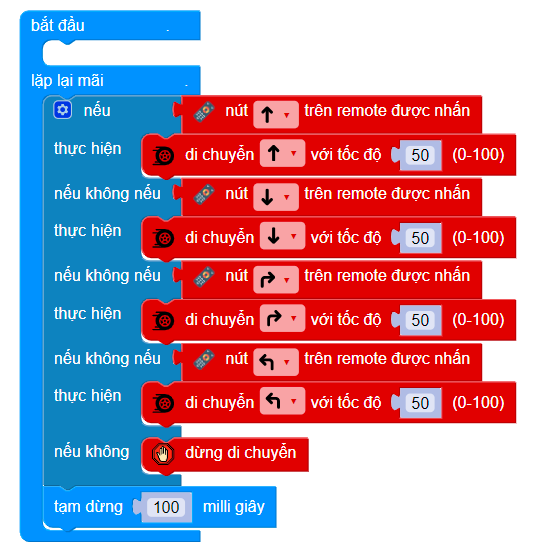 bắt đầu .
lặp lại mãi .
nếu nút ↑ trên remote được nhấn
thực hiện di chuyển ↑ với tốc độ 50 (0-100)
nếu không nếu nút ↓ trên remote được nhấn
thực hiện di chuyển ↓ với tốc độ 50 (0-100)
nếu không nếu nút ↱ trên remote được nhấn
thực hiện di chuyển ↱ với tốc độ 50 (0-100)
nếu không nếu nút ↰ trên remote được nhấn
thực hiện di chuyển ↰ với tốc độ 50 (0-100)
nếu không dừng di chuyển
tạm dừng 100 milli giây